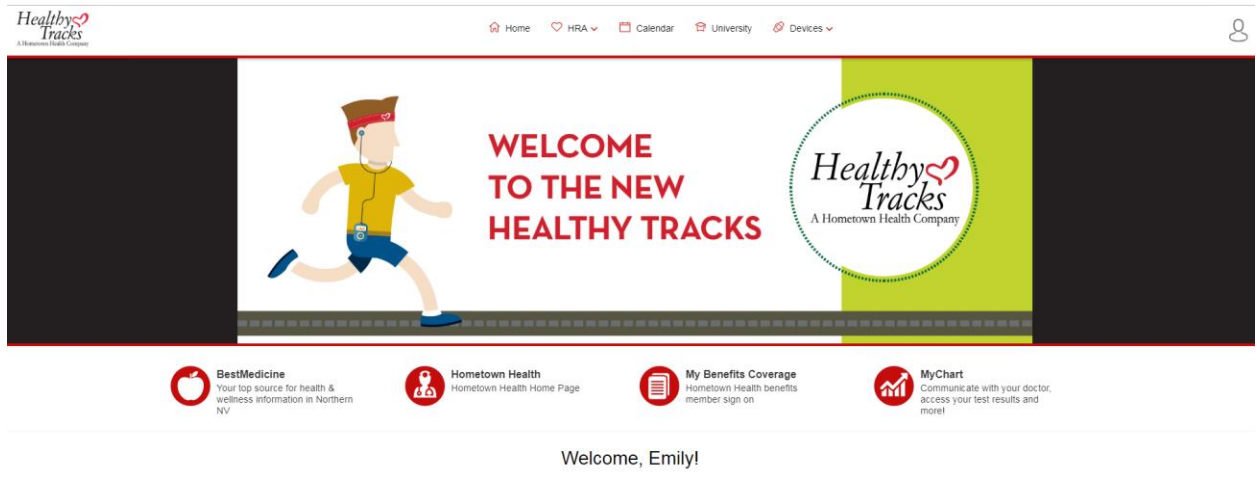 Healthy
Tracks
A Hometown Health Company
Home HRA Calendar University Devices
WELCOME
TO THE NEW
HEALTHY TRACKS
Healthy
Tracks
A Hometown Health Company
BestMedicine
Your top source for health &
wellness information in Northern
NV
Hometown Health
Hometown Health Home Page
My Benefits Coverage
Hometown Health benefits
member sign on
MyChart
Communicate with your doctor,
access your test results and
more!
Welcome, Emily!